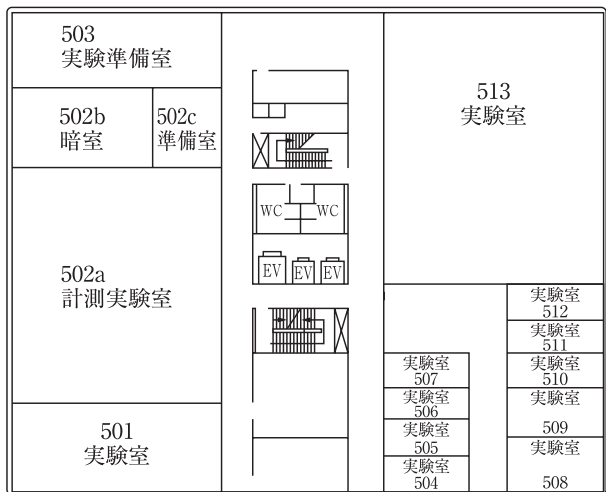 503
実験準備室
502b
暗室
502c
準備室
513
実験室
WC
WC
EV
EV
EV
502a
計測実験室
実験室
512
実験室
511
実験室
510
実験室
509
実験室
508
実験室
507
実験室
506
実験室
505
実験室
504
501
実験室